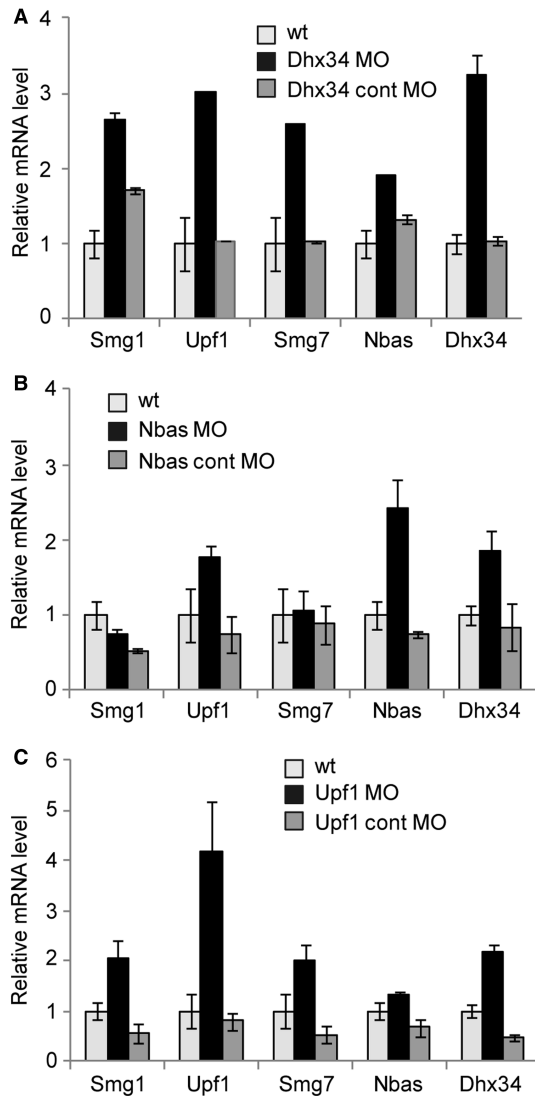 A
4
3
2
1
0
Relative mRNA level
wt
Dhx34 MO
Dhx34 cont MO
Smg1 Upf1 Smg7 Nbas Dhx34
B
4
3
2
1
0
Relative mRNA level
wt
Nbas MO
Nbas cont MO
Smg1 Upf1 Smg7 Nbas Dhx34
C
6
5
4
3
2
1
0
Relative mRNA level
wt
Upf1 MO
Upf1 cont MO
Smg1 Upf1 Smg7 Nbas Dhx34